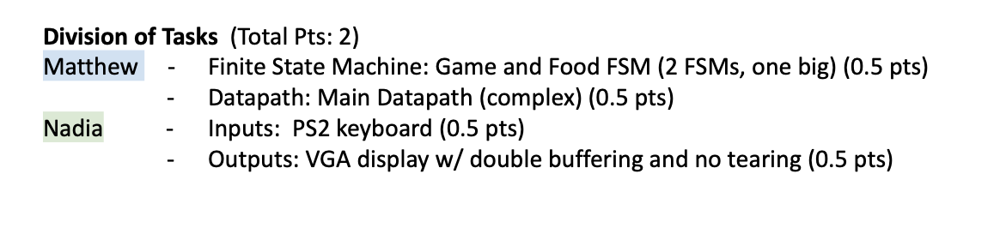 Division of Tasks (Total Pts: 2)
Matthew - Finite State Machine: Game and Food FSM (2 FSMs, one big) (0.5 pts)
- Datapath: Main Datapath (complex) (0.5 pts)
Nadia - Inputs: PS2 keyboard (0.5 pts)
- Outputs: VGA display w/ double buffering and no tearing (0.5 pts)